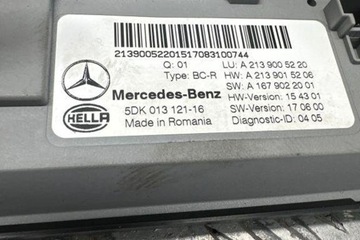 21390052201517083100744
Q: 01 LU: A 213 900 52 20
Type: BC-R HW: A 213 901 52 06
SW: A 167 902 20 01
Mercedes-Benz HW-Version: 15 43 01
HELLA 5DK 013 121-16 SW-Version: 17 06 00
Made in Romania Diagnostic-ID: 04 05